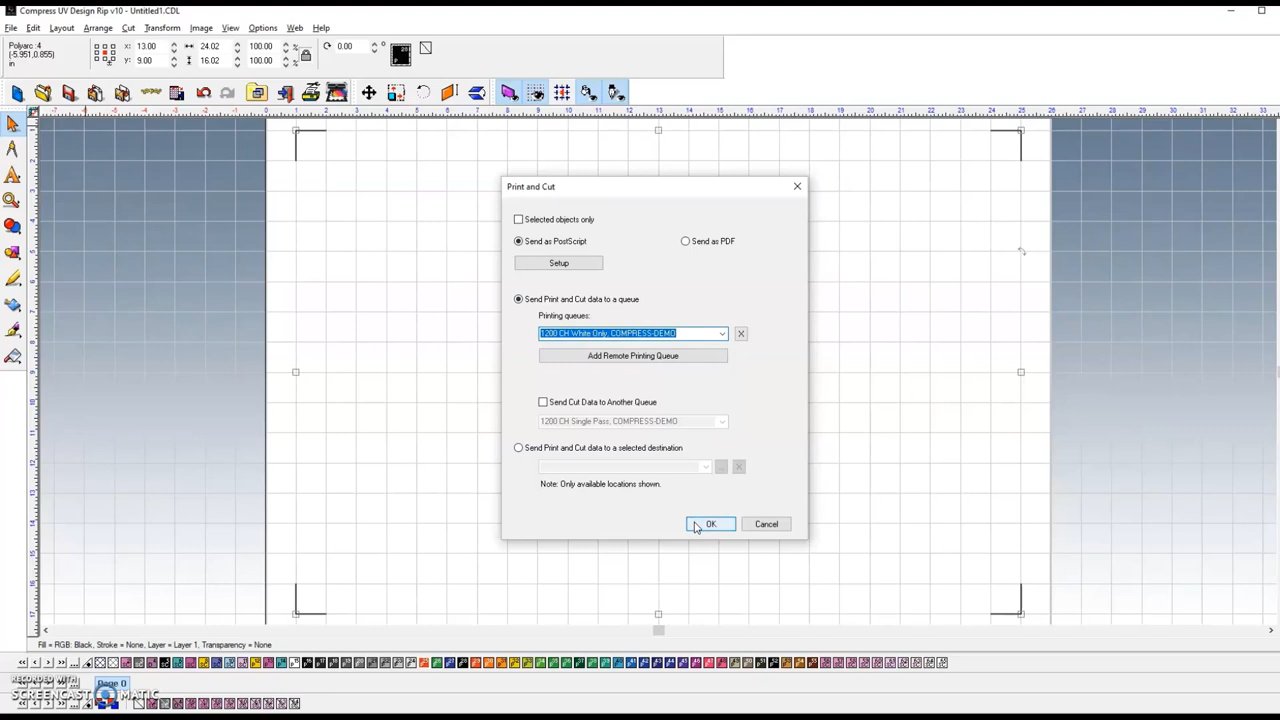 Compress UV Design Rip v10 - Untitled1.CDL
File Edit Layout Arrange Cut Transform Image View Options Web Help
Polyarc :4
(-5.951,0.855)
in
x: 13.00 24.02 100.00 % 0.00 °
y: 9.00 16.02 100.00 %
Print and Cut
Selected objects only
Send as PostScript Send as PDF
Setup
Send Print and Cut data to a queue
Printing queues:
1200 CH White Only, COMPRESS-DEMO
Add Remote Printing Queue
Send Cut Data to Another Queue
1200 CH Single Pass, COMPRESS-DEMO
Send Print and Cut data to a selected destination
Note: Only available locations shown.
OK Cancel
Fill = RGB: Black, Stroke = None, Layer = Layer 1, Transparency = None
Page 0
RECORDED WITH
SCREENCAST MATIC